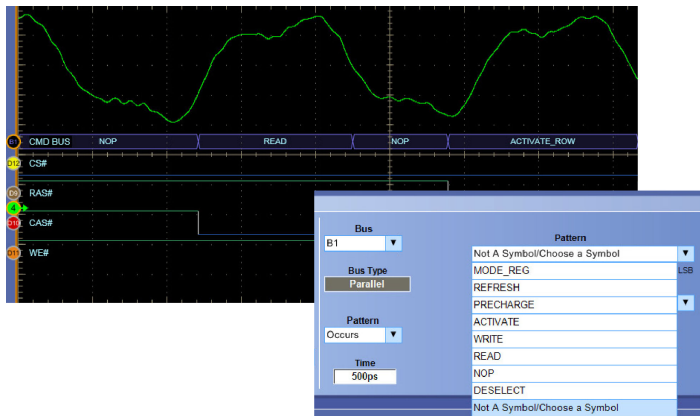 B1 CMD BUS NOP READ NOP ACTIVATE_ROW
D12 CS#
D9 RAS#
D10 CAS#
D11 WE#
Bus
B1
Bus Type
Parallel
Pattern
Occurs
Time
500ps
Pattern
Not A Symbol/Choose a Symbol
LSB
MODE_REG
REFRESH
PRECHARGE
ACTIVATE
WRITE
READ
NOP
DESELECT
Not A Symbol/Choose a Symbol